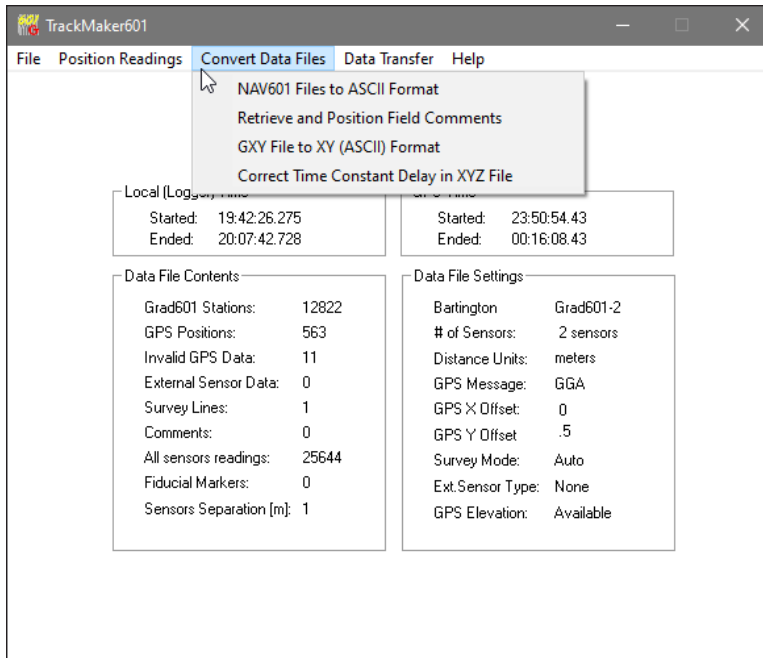 TrackMaker601
File Position Readings Convert Data Files Data Transfer Help
NAV601 Files to ASCII Format
Retrieve and Position Field Comments
GXY File to XY (ASCII) Format
Correct Time Constant Delay in XYZ File
Started: 19:42:26.275
Ended: 20:07:42.728
Started: 23:50:54.43
Ended: 00:16:08.43
Data File Contents
Grad601 Stations: 12822
GPS Positions: 563
Invalid GPS Data: 11
External Sensor Data: 0
Survey Lines: 1
Comments: 0
All sensors readings: 25644
Fiducial Markers: 0
Sensors Separation [m]: 1
Data File Settings
Bartington Grad601-2
# of Sensors: 2 sensors
Distance Units: meters
GPS Message: GGA
GPS X Offset: 0
GPS Y Offset .5
Survey Mode: Auto
Ext.Sensor Type: None
GPS Elevation: Available